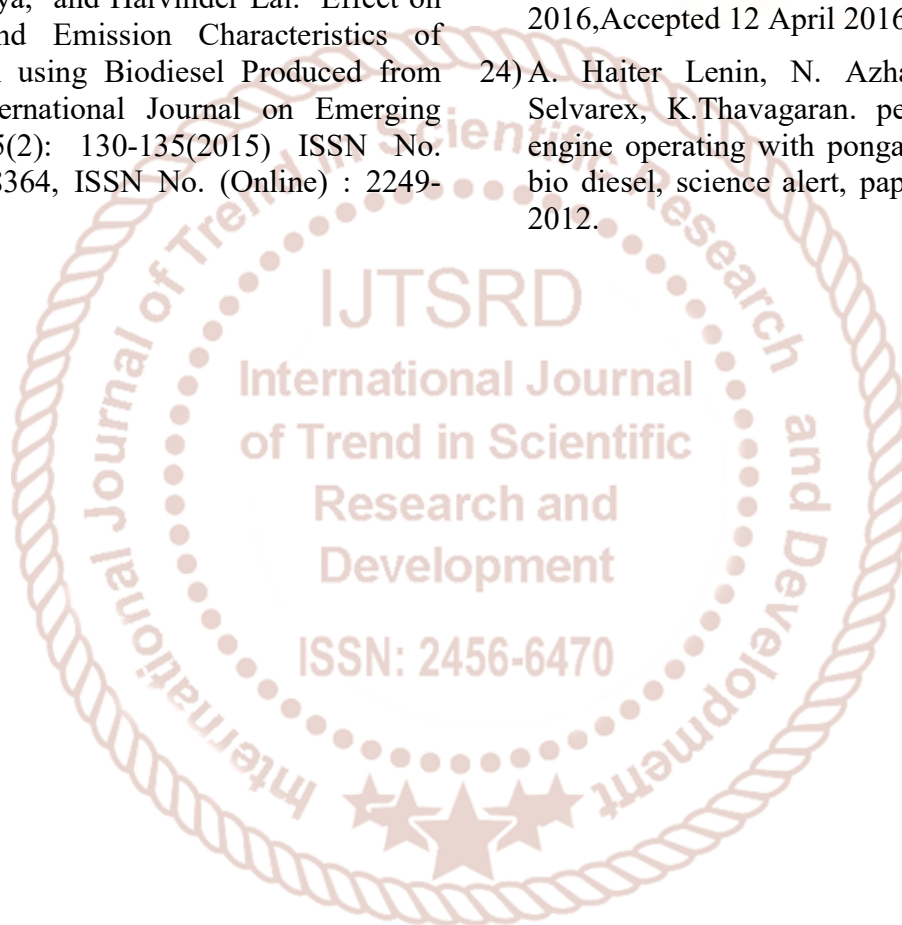 and Harvinder Lal. Effect on
nd Emission Characteristics of
using Biodiesel Produced from
ernational Journal on Emerging
5(2): 130-135(2015) ISSN No.
8364, ISSN No. (Online) : 2249-
2016,Accepted 12 April 2016
24) A. Haiter Lenin, N. Azha
Selvarex, K.Thavagaran. pe
engine operating with ponga
bio diesel, science alert, pap
2012.
International Journal of Trend in Scientific Research and Development
IJTSRD
International Journal
of Trend in Scientific
Research and
Development
ISSN: 2456-6470